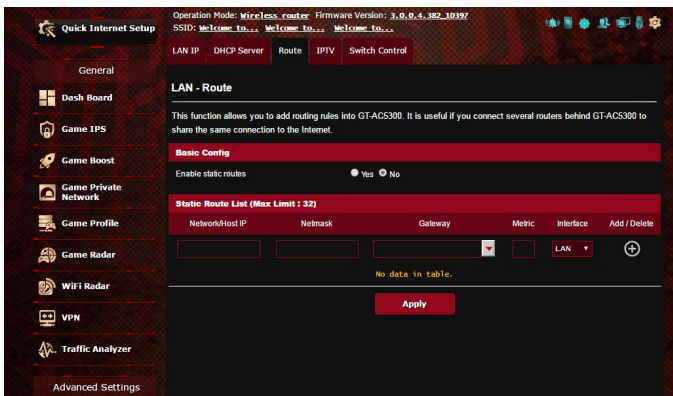 Quick Internet Setup
General
Dash Board
Game IPS
Game Boost
Game Private
Network
Game Profile
Game Radar
WiFi Radar
VPN
Traffic Analyzer
Advanced Settings
Operation Mode: Wireless router Firmware Version: 3.0.0.4.382_10397
SSID: Welcome to... Welcome to... Welcome to...
LAN IP DHCP Server Route IPTV Switch Control
LAN - Route
This function allows you to add routing rules into GT-AC5300. It is useful if you connect several routers behind GT-AC5300 to
share the same connection to the Internet.
Basic Config
Enable static routes Yes No
Static Route List (Max Limit : 32)
Network/Host IP Netmask Gateway Metric Interface Add / Delete
LAN
No data in table.
Apply